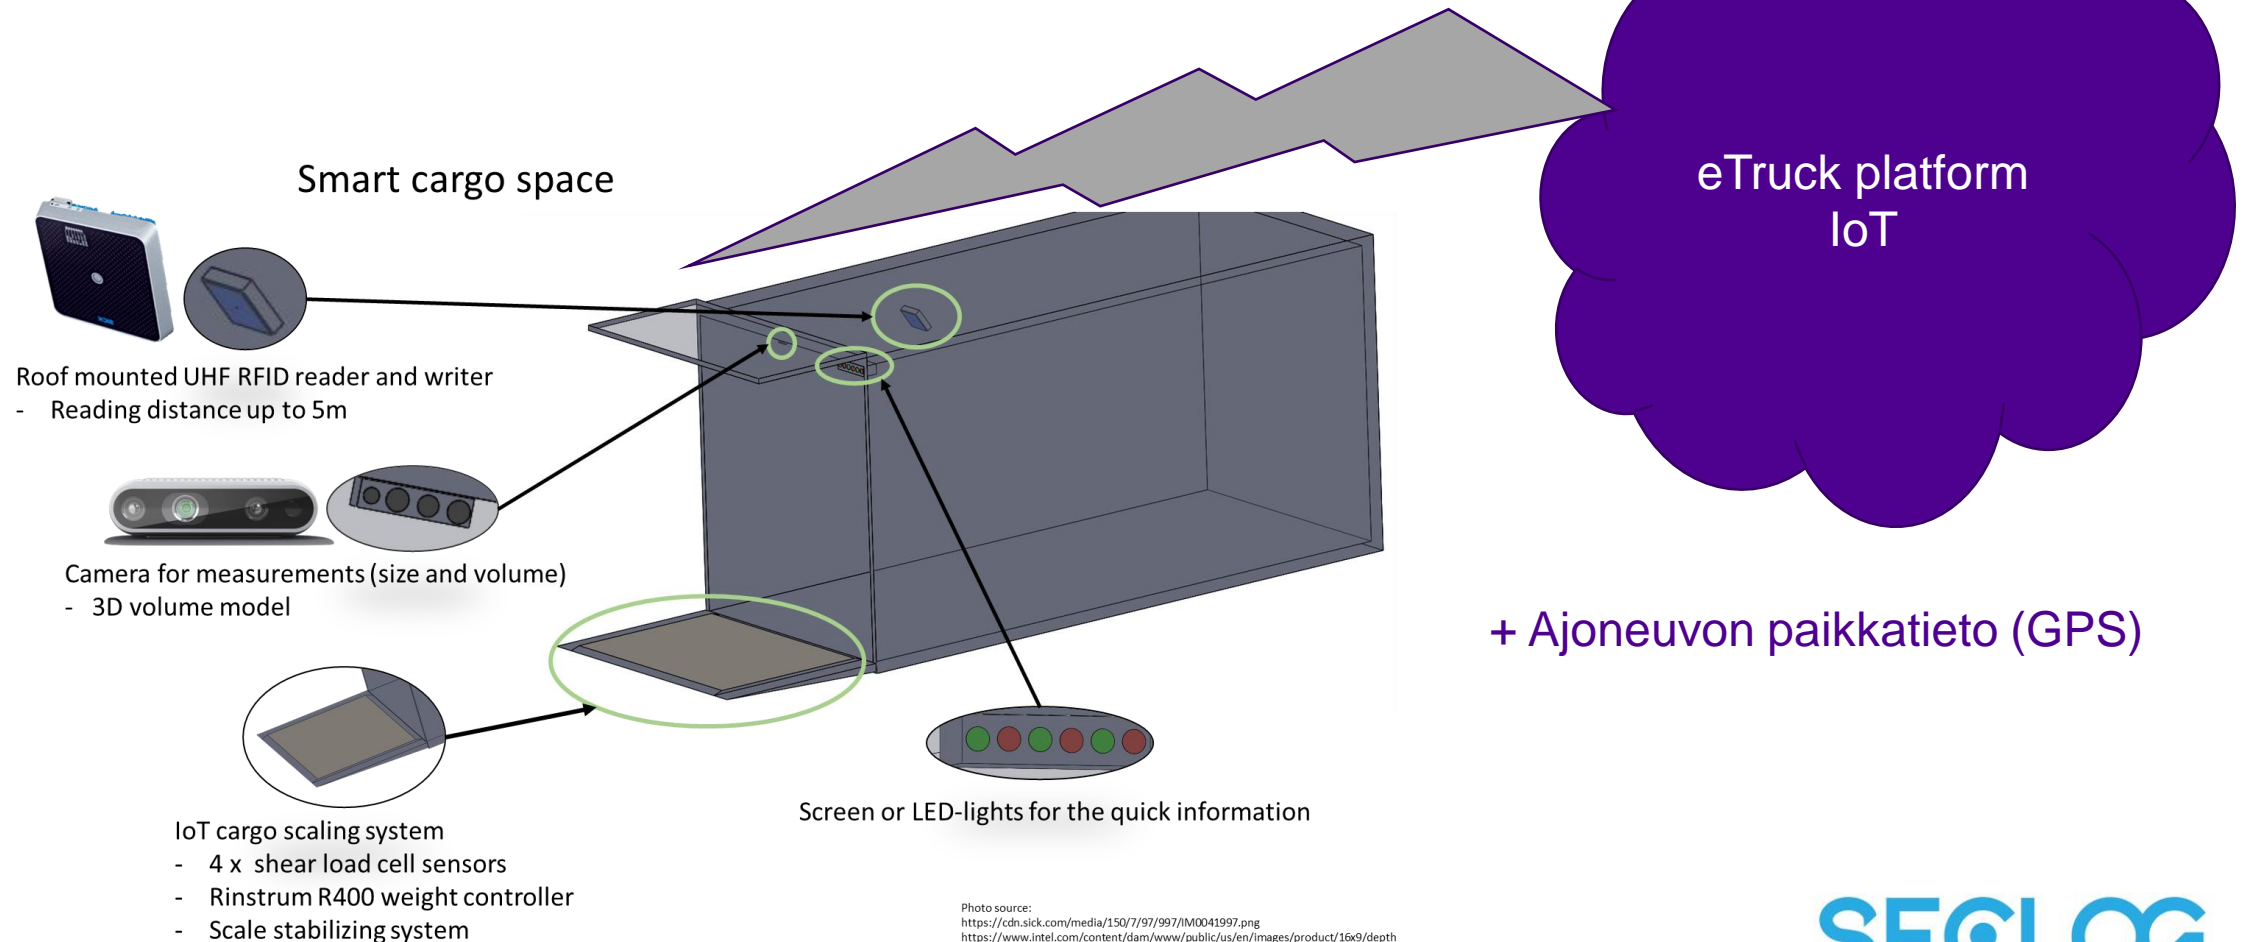 eTruck platform
IoT
Smart cargo space
Roof mounted UHF RFID reader and writer
- Reading distance up to 5m
Camera for measurements (size and volume)
- 3D volume model
+ Ajoneuvon paikkatieto (GPS)
Screen or LED-lights for the quick information
IoT cargo scaling system
- 4 x shear load cell sensors
- Rinstrum R400 weight controller
- Scale stabilizing system
Photo source:
https://cdn.sick.com/media/150/7/97/997/IM0041997.png
https://www.intel.com/content/dam/www/public/us/en/images/product/16x9/depth